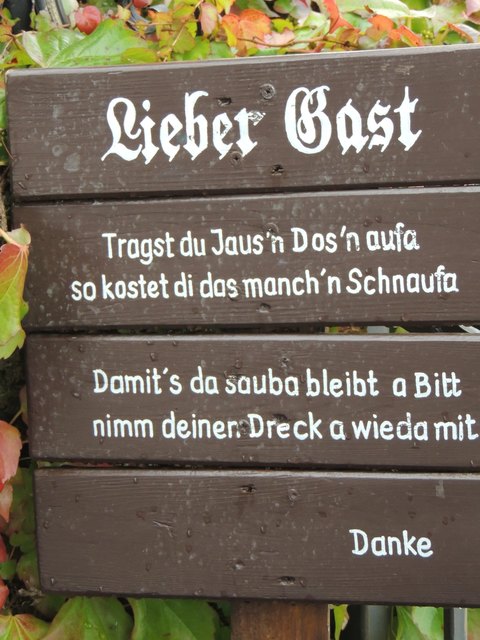 Lieber Gast
Tragst du Jaus'n Dos'n aufa
so kostet di das manch'n Schnaufa
Damit's da sauba bleibt a Bitt
nimm deinen Dreck a wieda mit
Danke